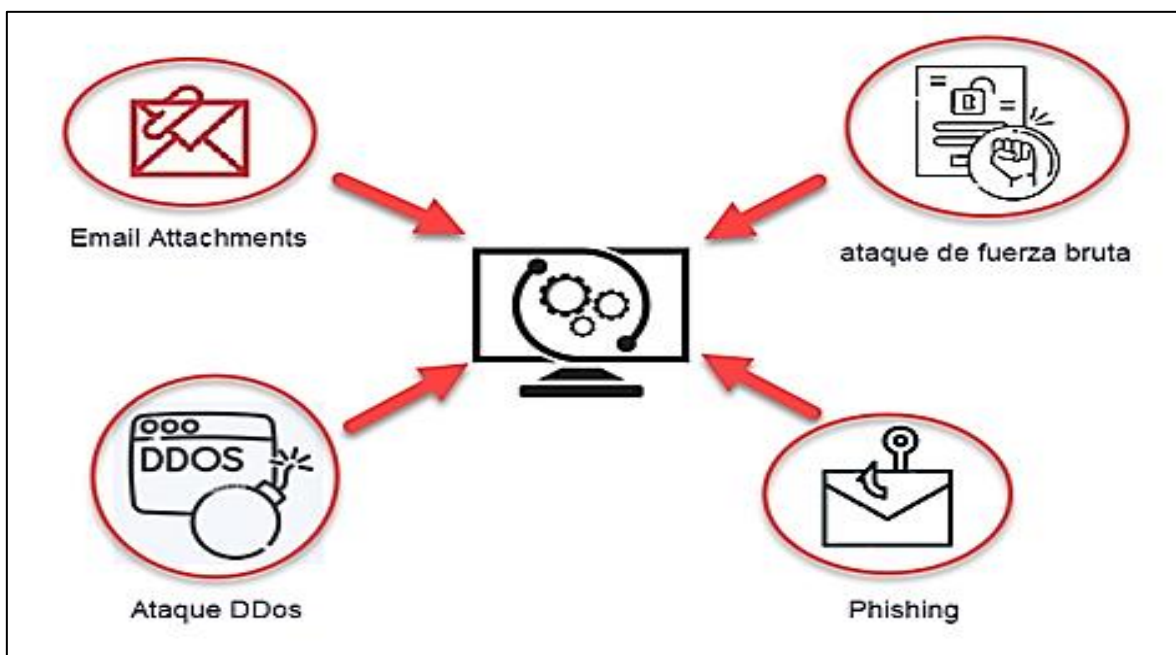 Email Attachments
ataque de fuerza bruta
DDOS
Ataque DDos
Phishing